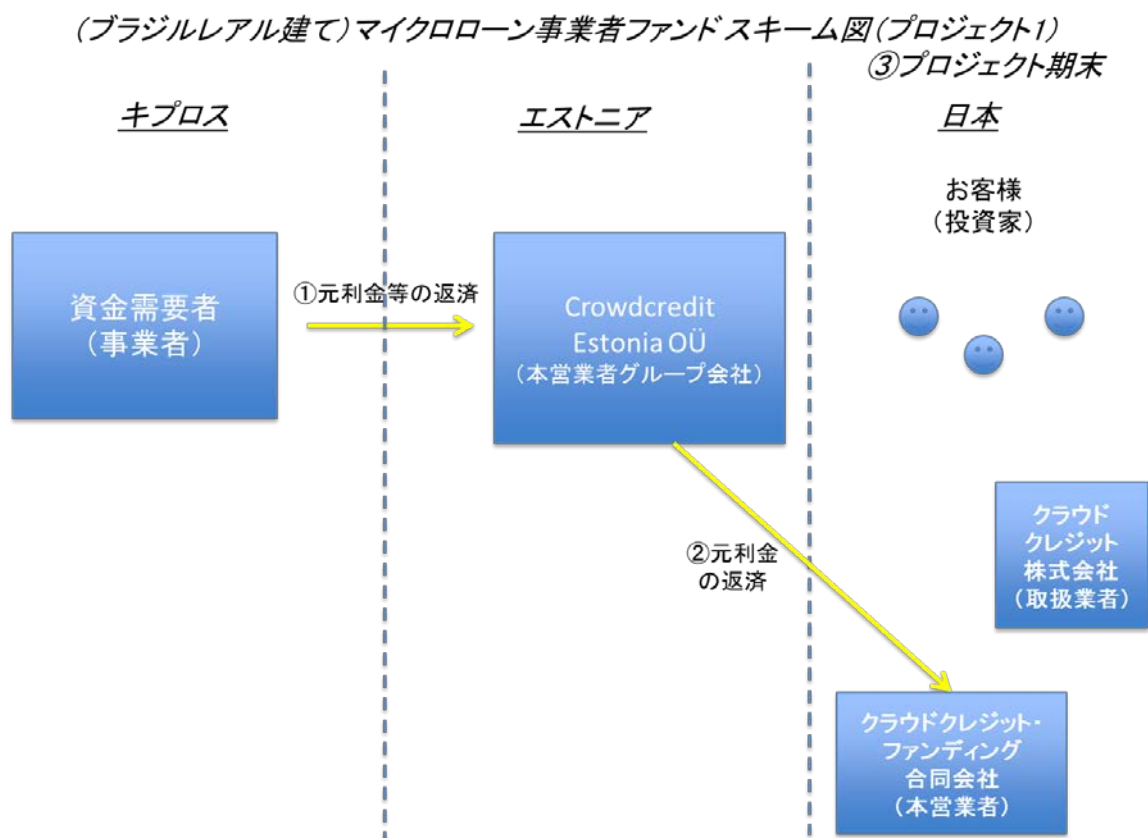 (ブラジルレアル建て)マイクロローン事業者ファンド スキーム図(プロジェクト1)
③プロジェクト期末
キプロス
エストニア
日本
お客様
(投資家)
資金需要者
(事業者)
①元利金等の返済
Crowdcredit
Estonia OÜ
(本営業者グループ会社)
クラウド
クレジット
株式会社
(取扱業者)
②元利金
の返済
クラウドクレジット・
ファンディング
合同会社
(本営業者)